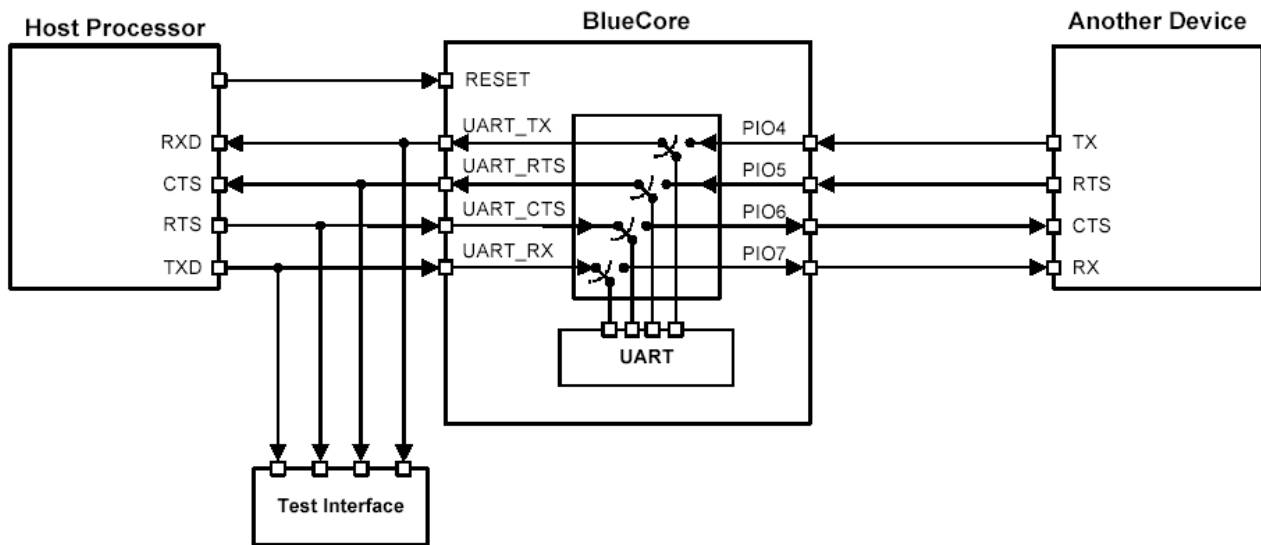 Host Processor
BlueCore
Another Device
RESET
RXD
UART_TX
PIO4
TX
CTS
UART_RTS
PIO5
RTS
RTS
UART_CTS
PIO6
CTS
TXD
UART_RX
PIO7
RX
UART
Test Interface